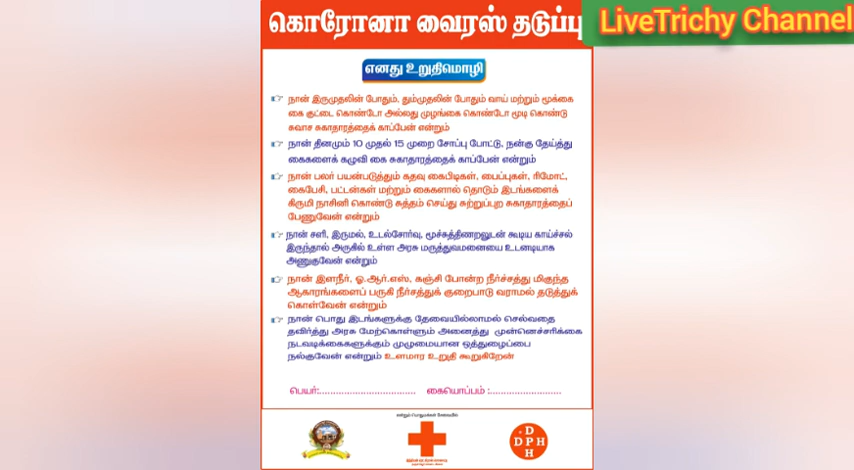 கொரோனா வைரஸ் தடுப்பு
LiveTrichy Channel
எனது உறுதிமொழி
நான் இருமுதலின் போதும், தும்முதலின் போதும் வாய் மற்றும் மூக்கை
கை குட்டை கொண்டோ அல்லது முழங்கை கொண்டோ மூடி கொண்டு
சுவாச சுகாதாரத்தைக் காப்பேன் என்றும்
நான் தினமும் 10 முதல் 15 முறை சோப்பு போட்டு, நன்கு தேய்த்து
கைகளைக் கழுவி கை சுகாதாரத்தைக் காப்பேன் என்றும்
நான் பலர் பயன்படுத்தும் கதவு கைபிடிகள், பைப்புகள், ரிமோட்,
கைபேசி, பட்டன்கள் மற்றும் கைகளால் தொடும் இடங்களைக்
கிருமி நாசினி கொண்டு சுத்தம் செய்து சுற்றுப்புற சுகாதாரத்தைப்
பேணுவேன் என்றும்
நான் சளி, இருமல், உடல்சோர்வு, மூச்சுத்திணறலுடன் கூடிய காய்ச்சல்
இருந்தால் அருகில் உள்ள அரசு மருத்துவமனையை உடனடியாக
அணுகுவேன் என்றும்
நான் இளநீர், ஓ.ஆர்.எஸ், கஞ்சி போன்ற நீர்ச்சத்து மிகுந்த
ஆகாரங்களைப் பருகி நீர்சத்துக் குறைபாடு வராமல் தடுத்துக்
கொள்வேன் என்றும்
நான் பொது இடங்களுக்கு தேவையில்லாமல் செல்வதை
தவிர்த்து அரசு மேற்கொள்ளும் அனைத்து முன்னெச்சரிக்கை
நடவடிக்கைகளுக்கும் முழுமையான ஒத்துழைப்பை
நல்குவேன் என்றும் உளமார உறுதி கூறுகிறேன்
பெயர்:................................ கையொப்பம் :........................
என்றும் பொதுமக்கள் சேவையில்
D
D P H
H